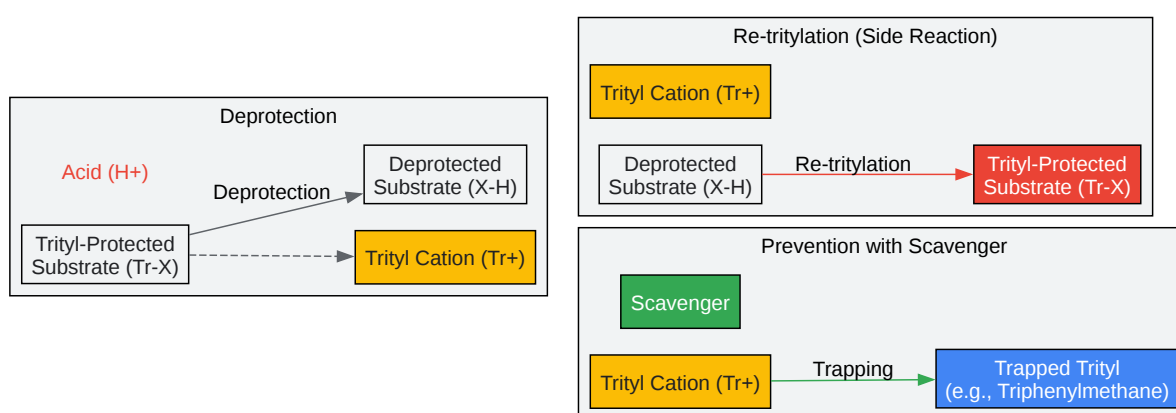 Deprotection
Acid (H+)
Deprotection
Deprotected
Substrate (X-H)
Trityl-Protected
Substrate (Tr-X)
Trityl Cation (Tr+)
Re-tritylation (Side Reaction)
Trityl Cation (Tr+)
Deprotected
Substrate (X-H)
Re-tritylation
Trityl-Protected
Substrate (Tr-X)
Prevention with Scavenger
Scavenger
Trityl Cation (Tr+)
Trapping
Trapped Trityl
(e.g., Triphenylmethane)